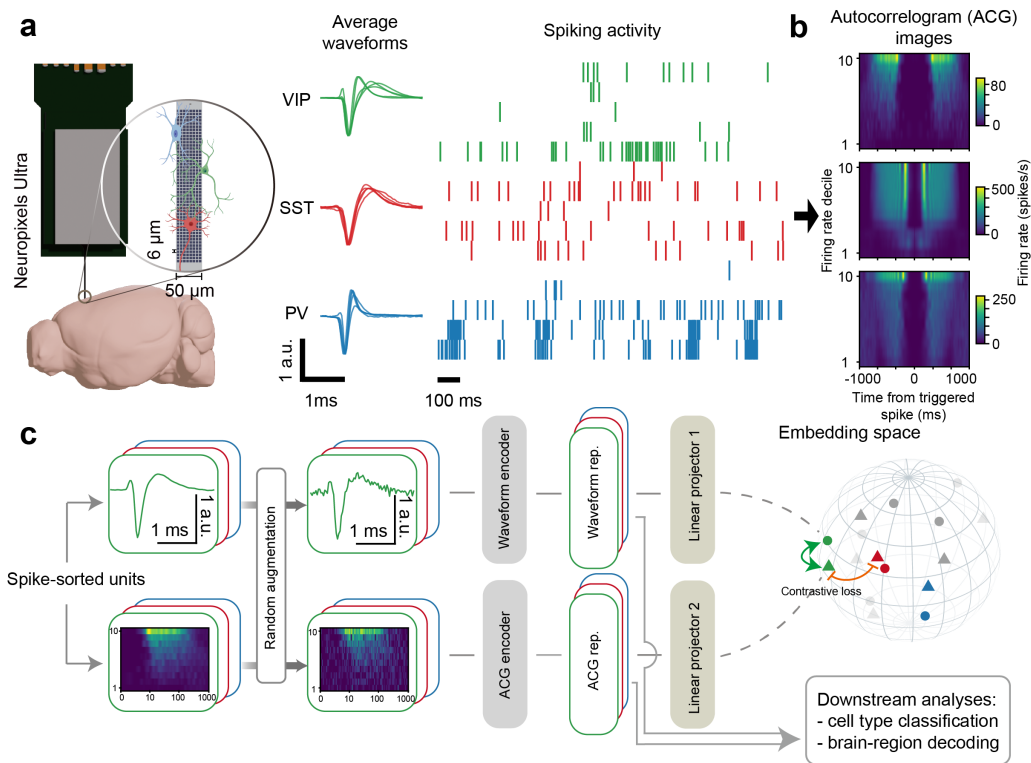 a
Average
waveforms
Spiking activity
b
Autocorrelogram (ACG)
images
Neuropixels Ultra
6 µm
50 µm
VIP
SST
PV
1 a.u.
1ms
100 ms
Firing rate decile
10
1
10
1
10
1
80
0
500
0
250
0
Firing rate (spikes/s)
-1000
0
1000
Time from triggered
spike (ms)
c
Spike-sorted units
1 ms
1 a.u.
Random augmentation
1 ms
1 a.u.
10
1
0
10
100
1000
10
1
0
10
100
1000
Waveform encoder
ACG encoder
Waveform rep.
ACG rep.
Linear projector 1
Linear projector 2
Embedding space
Contrastive loss
Downstream analyses:
- cell type classification
- brain-region decoding